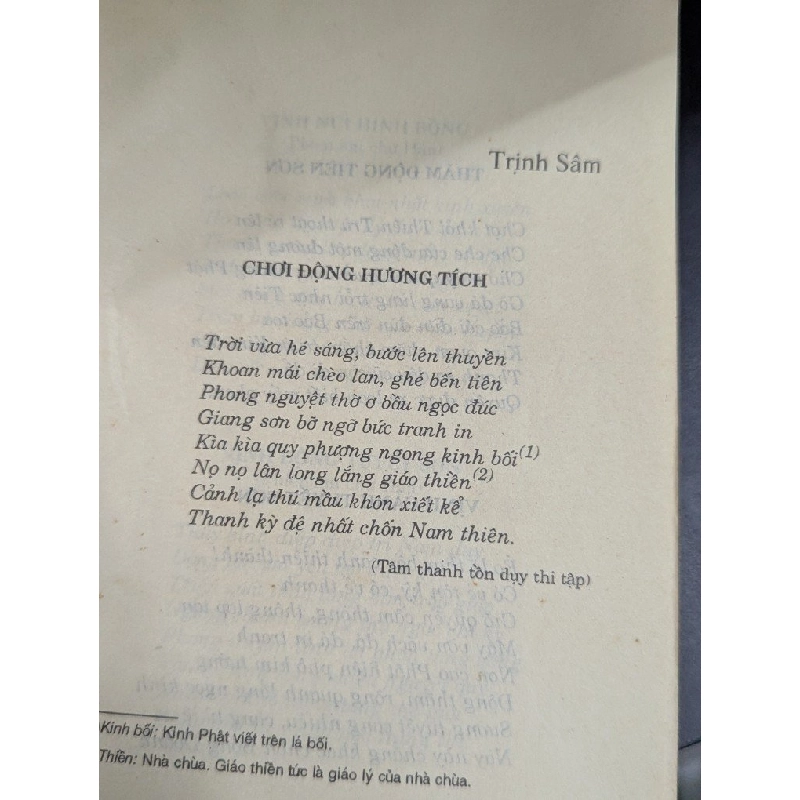 Trịnh Sâm
CHƠI ĐỘNG HƯƠNG TÍCH
Trời vừa hé sáng, bước lên thuyền
Khoan mái chèo lan, ghé bến tiên
Phong nguyệt thờ ơ bầu ngọc đúc
Giang sơn bỡ ngỡ bức tranh in
Kìa kìa quy phượng ngong kinh bối(1)
Nọ nọ lân long lắng giáo thiền(2)
Cảnh lạ thú mầu khôn xiết kể
Thanh kỳ đệ nhất chốn Nam thiên.
(Tâm thanh tồn dụy thi tập)
Kinh bối: Kinh Phật viết trên lá bối.
Thiền: Nhà chùa. Giáo thiền tức là giáo lý của nhà chùa.